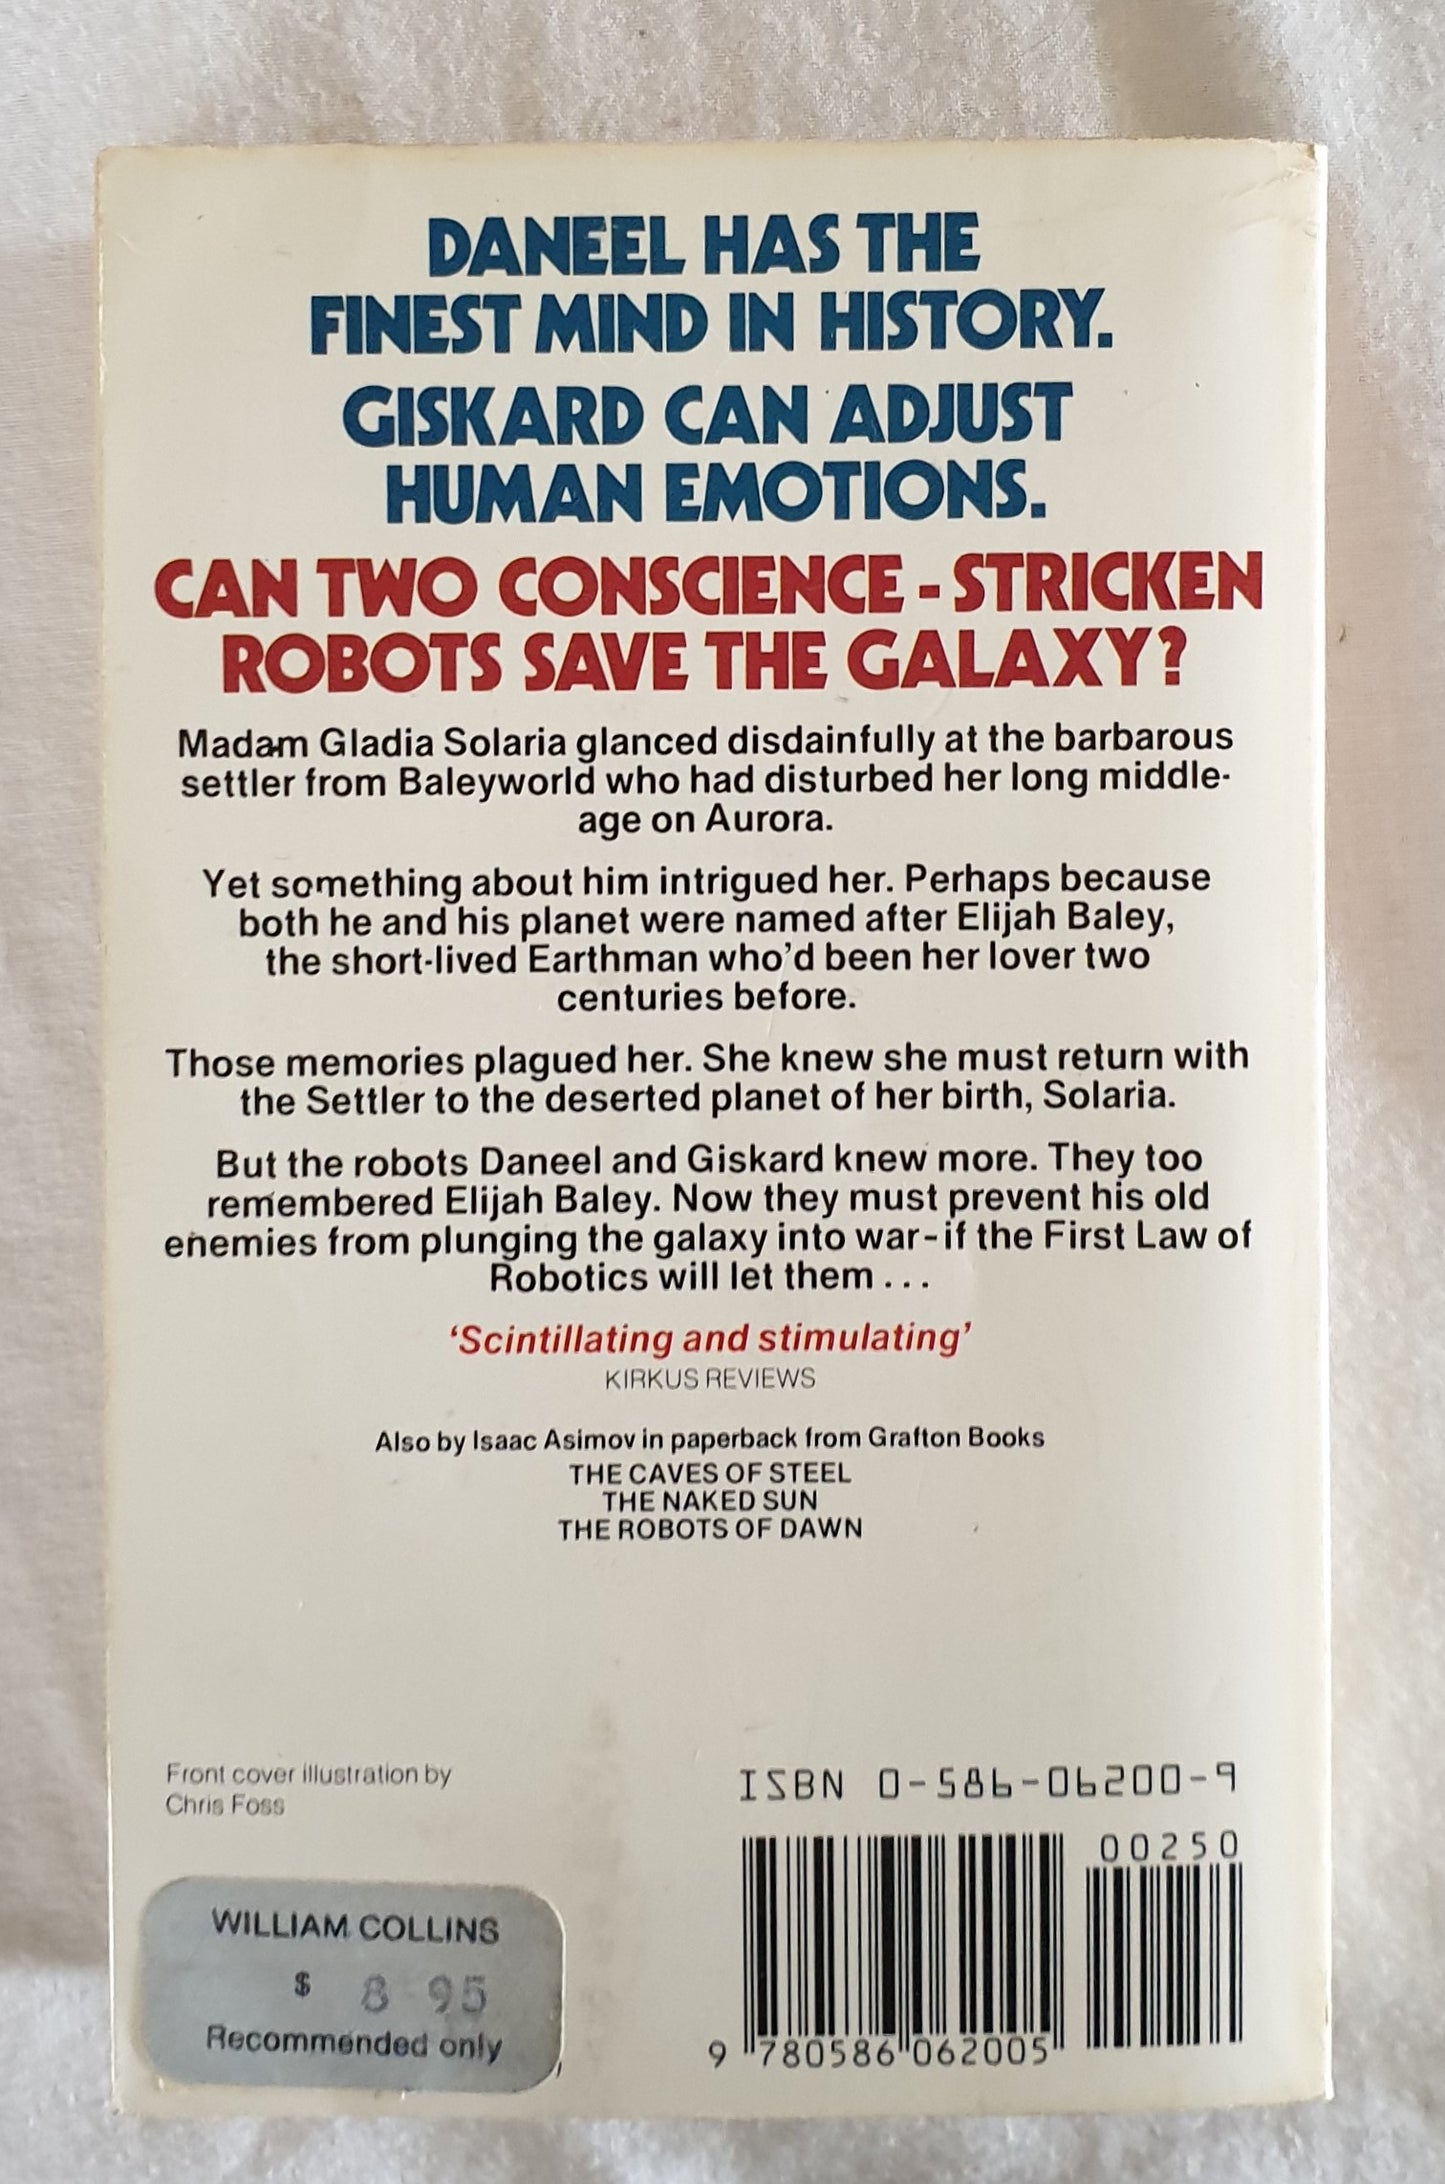 DANEEL HAS THE
FINEST MIND IN HISTORY.
GISKARD CAN ADJUST
HUMAN EMOTIONS.
CAN TWO CONSCIENCE-STRICKEN
ROBOTS SAVE THE GALAXY?
Madam Gladia Solaria glanced disdainfully at the barbarous
settler from Baleyworld who had disturbed her long middle-
age on Aurora.
Yet something about him intrigued her. Perhaps because
both he and his planet were named after Elijah Baley,
the short-lived Earthman who'd been her lover two
centuries before.
Those memories plagued her. She knew she must return with
the Settler to the deserted planet of her birth, Solaria.
But the robots Daneel and Giskard knew more. They too
remembered Elijah Baley. Now they must prevent his old
enemies from plunging the galaxy into war-if the First Law of
Robotics will let them...
'Scintillating and stimulating'
KIRKUS REVIEWS
Also by Isaac Asimov in paperback from Grafton Books
THE CAVES OF STEEL
THE NAKED SUN
THE ROBOTS OF DAWN
Front cover illustration by
Chris Foss
ISBN 0-586-06200-9
00250
9 780586 062005
WILLIAM COLLINS
$ 8 95
Recommended only